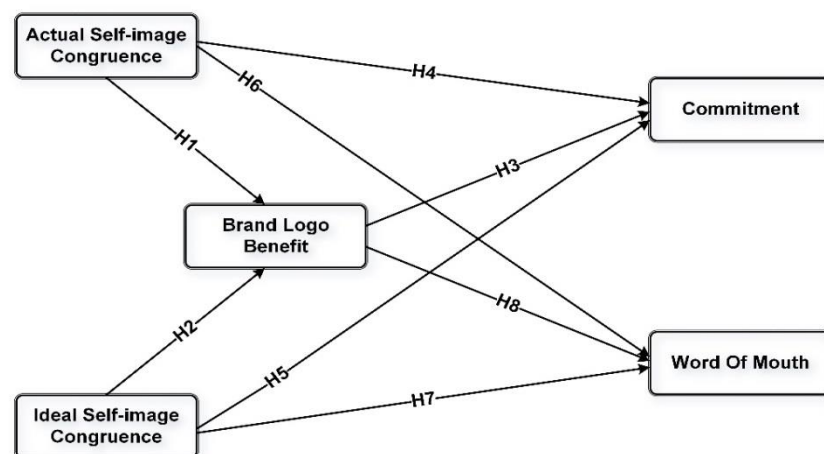 Actual Self-image
Congruence
H4
H6
Commitment
H1
H3
Brand Logo
Benefit
H8
H2
H5
Word Of Mouth
H7
Ideal Self-image
Congruence